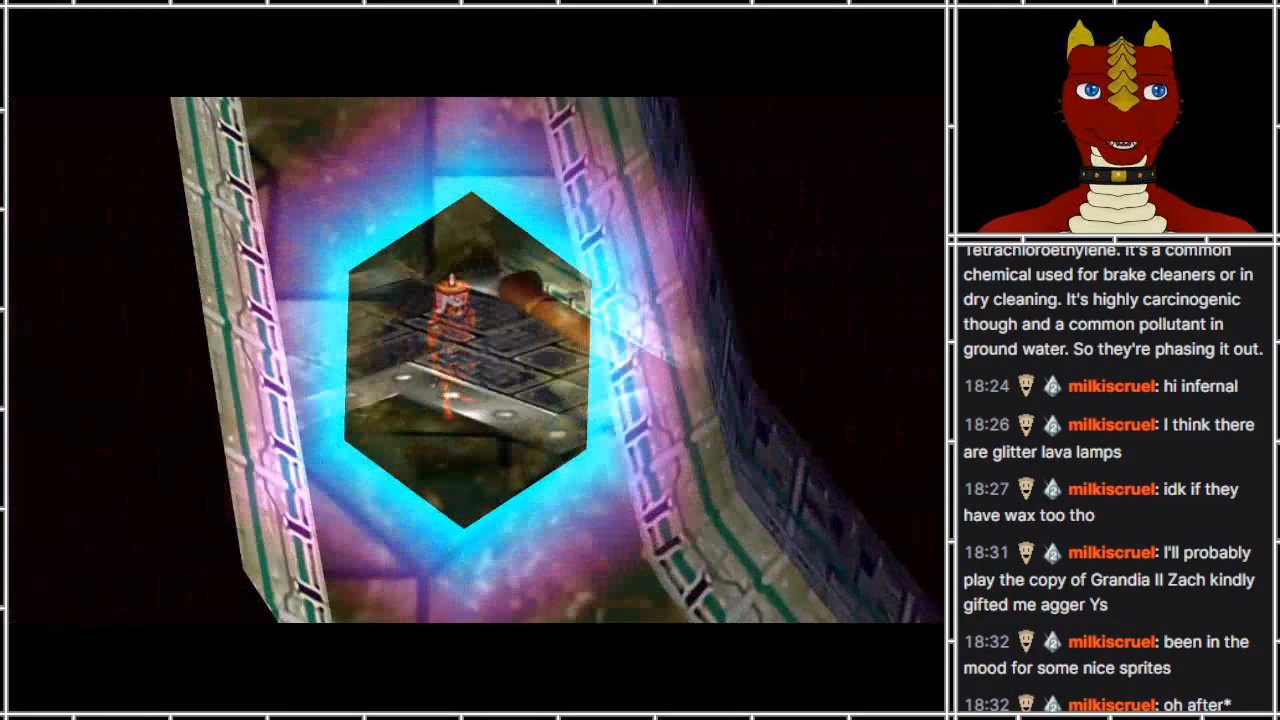 Tetrachloroethylene. It's a common
chemical used for brake cleaners or in
dry cleaning. It's highly carcinogenic
though and a common pollutant in
ground water. So they're phasing it out.
18:24 milkiscruel: hi infernal
18:26 milkiscruel: I think there
are glitter lava lamps
18:27 milkiscruel: idk if they
have wax too tho
18:31 milkiscruel: I'll probably
play the copy of Grandia II Zach kindly
gifted me agger Ys
18:32 milkiscruel: been in the
mood for some nice sprites
18:32 milkiscruel: oh after*